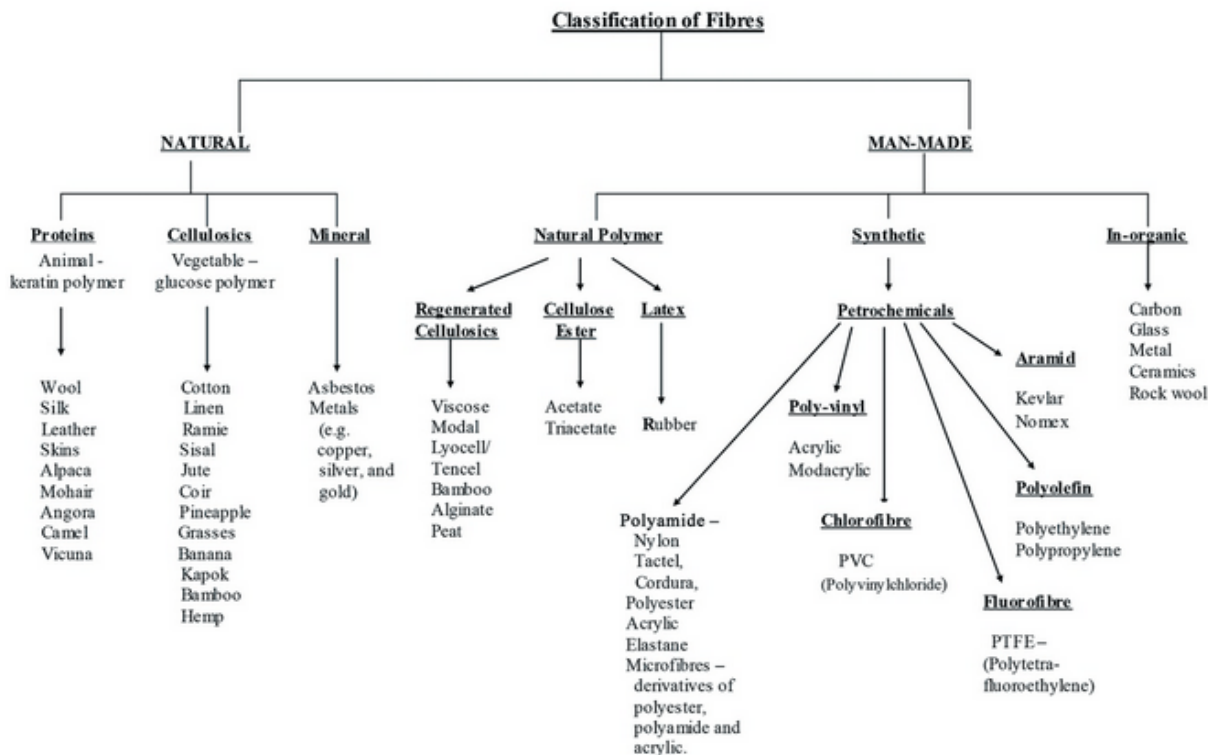 Classification of Fibres
NATURAL
MAN-MADE
Proteins
Animal -
keratin polymer
Wool
Silk
Leather
Skins
Alpaca
Mohair
Angora
Camel
Vicuna
Cellulosics
Vegetable –
glucose polymer
Cotton
Linen
Ramie
Sisal
Jute
Coir
Pineapple
Grasses
Banana
Kapok
Bamboo
Hemp
Mineral
Asbestos
Metals
(e.g.
copper,
silver, and
gold)
Natural Polymer
Regenerated
Cellulosics
Viscose
Modal
Lyocell/
Tencel
Bamboo
Alginate
Peat
Cellulose
Ester
Acetate
Triacetate
Latex
Rubber
Synthetic
Petrochemicals
Polyamide –
Nylon
Tactel,
Cordura,
Polyester
Acrylic
Elastane
Microfibres –
derivatives of
polyester,
polyamide and
acrylic.
Poly-vinyl
Acrylic
Modacrylic
Chlorofibre
PVC
(Polyvinylchloride)
Fluorofibre
PTFE–
(Polytetra-
fluoroethylene)
Polyolefin
Polyethylene
Polypropylene
Aramid
Kevlar
Nomex
In-organic
Carbon
Glass
Metal
Ceramics
Rock wool